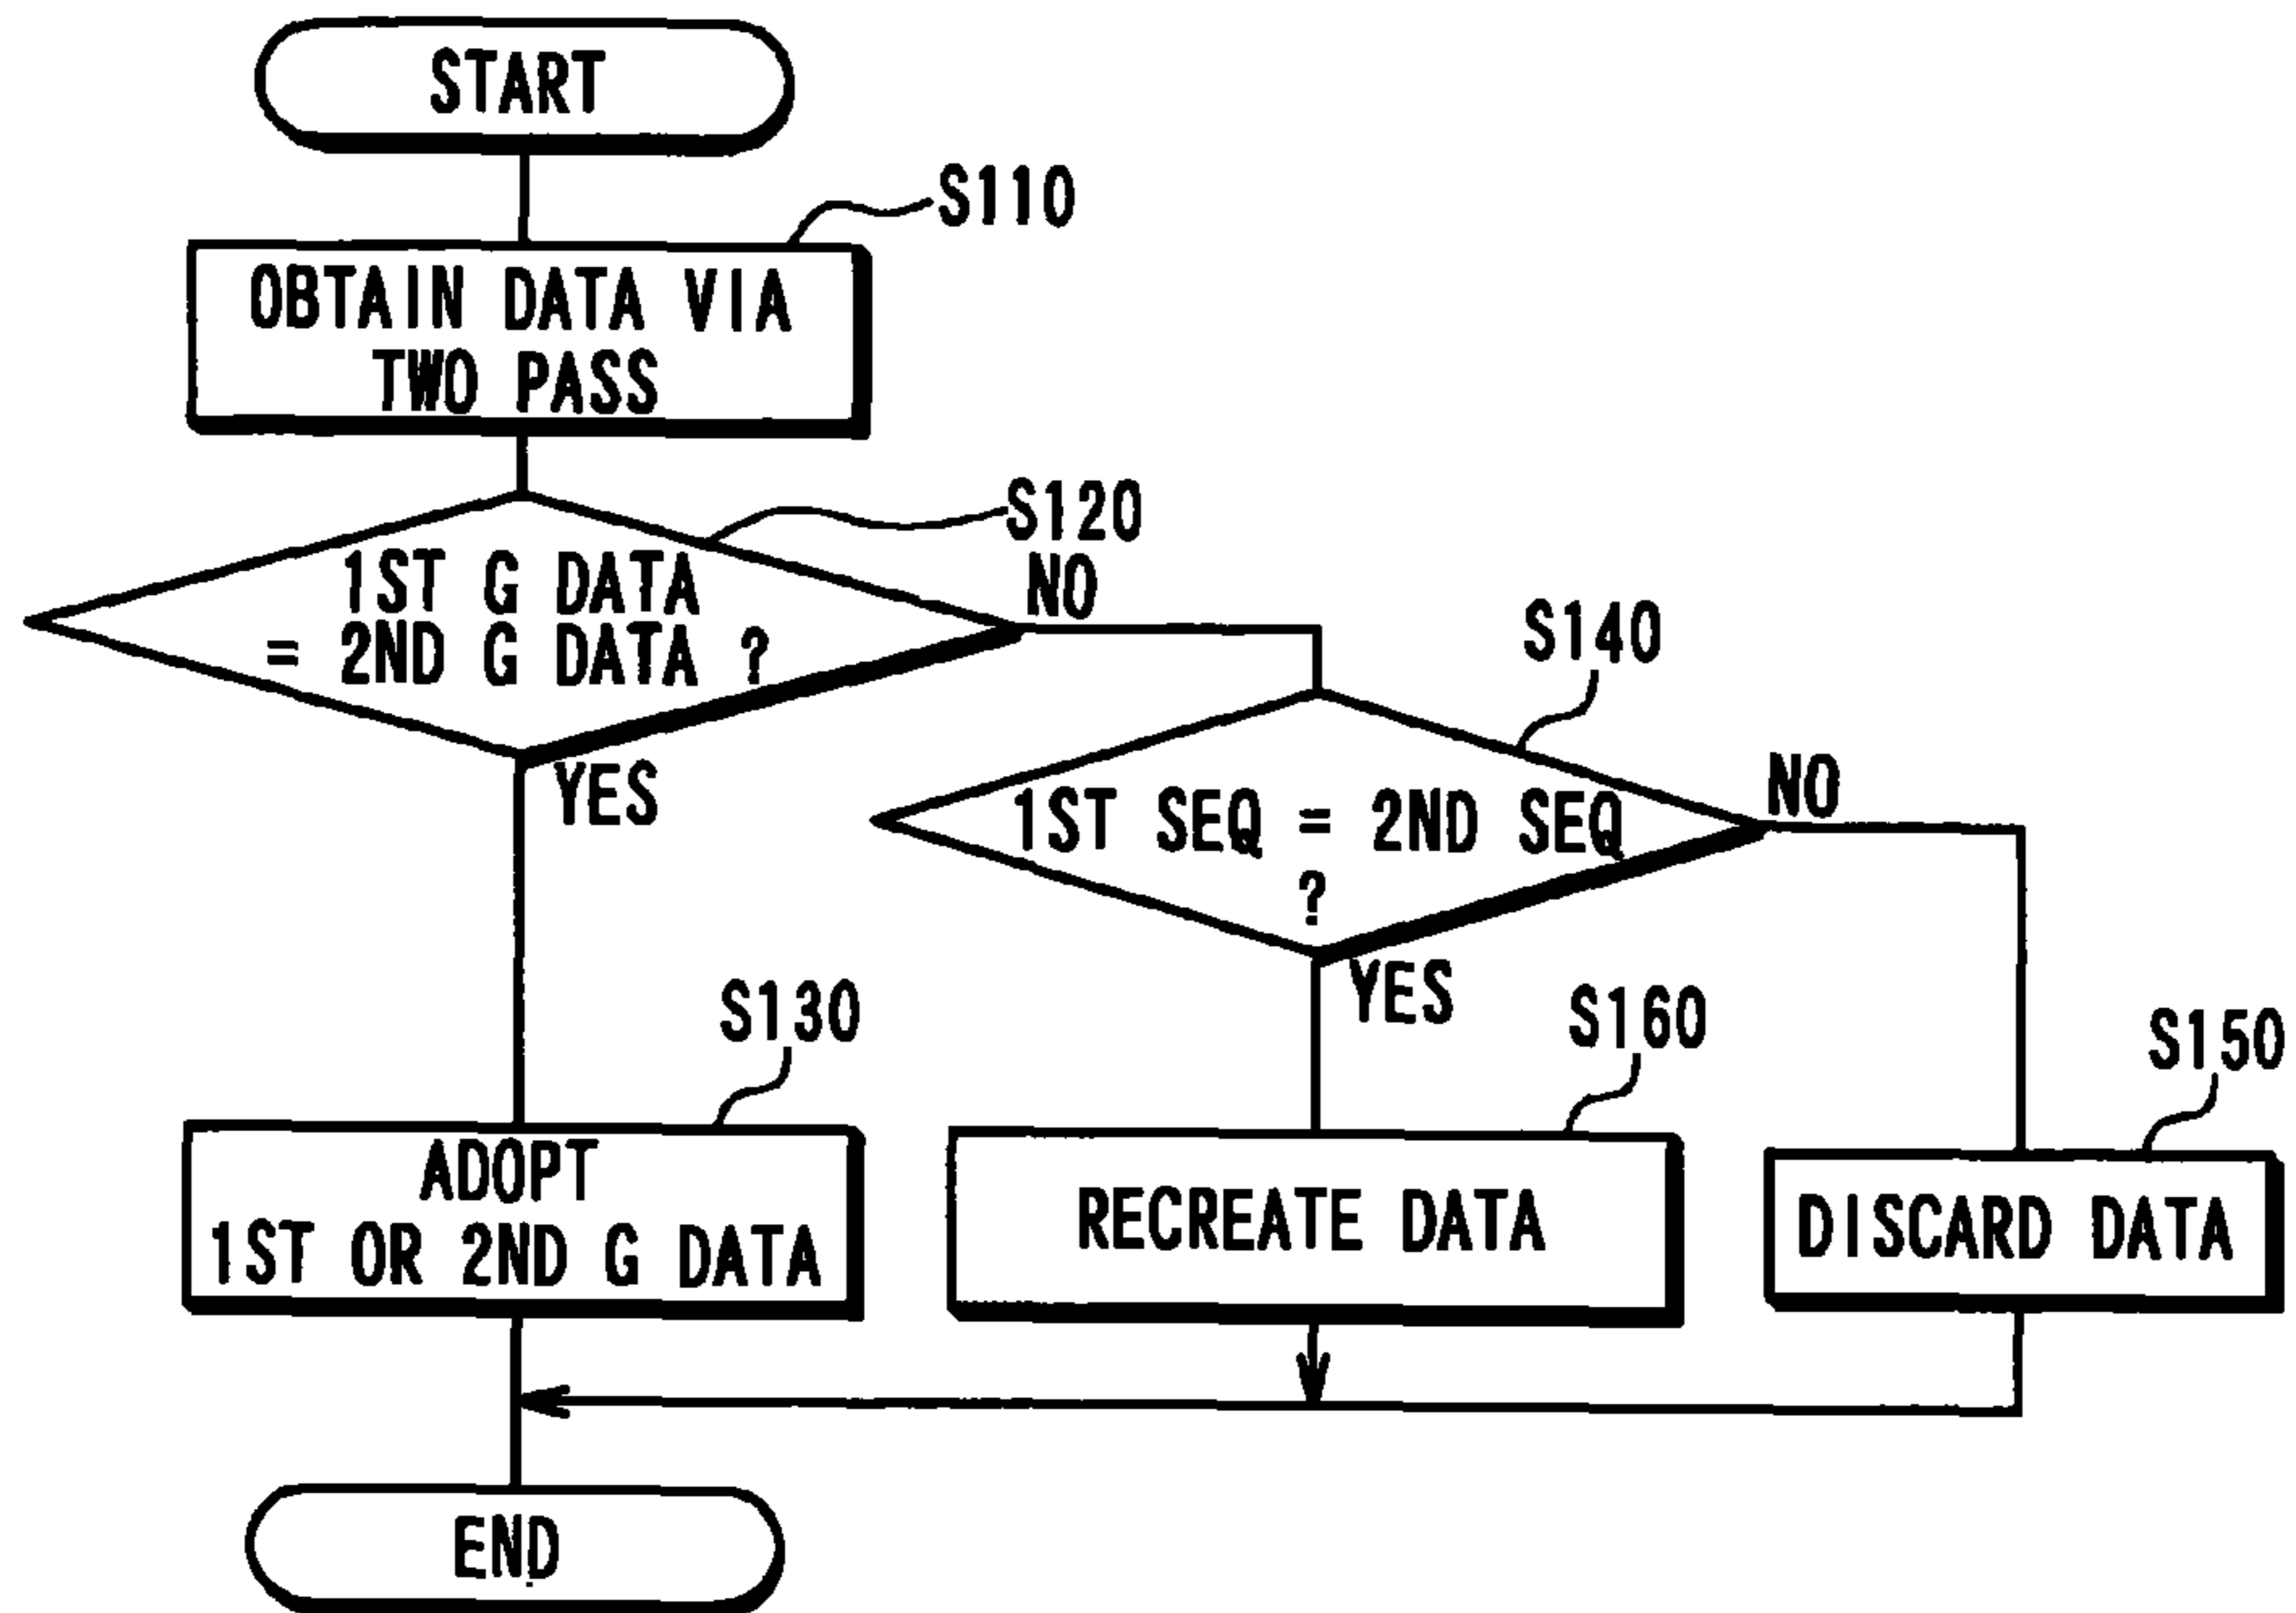 START
S110
OBTAIN DATA VIA
TWO PASS
S120
1ST G DATA
= 2ND G DATA ?
NO
YES
S140
1ST SEQ = 2ND SEQ
?
NO
YES
S130
ADOPT
1ST OR 2ND G DATA
S160
RECREATE DATA
S150
DISCARD DATA
END